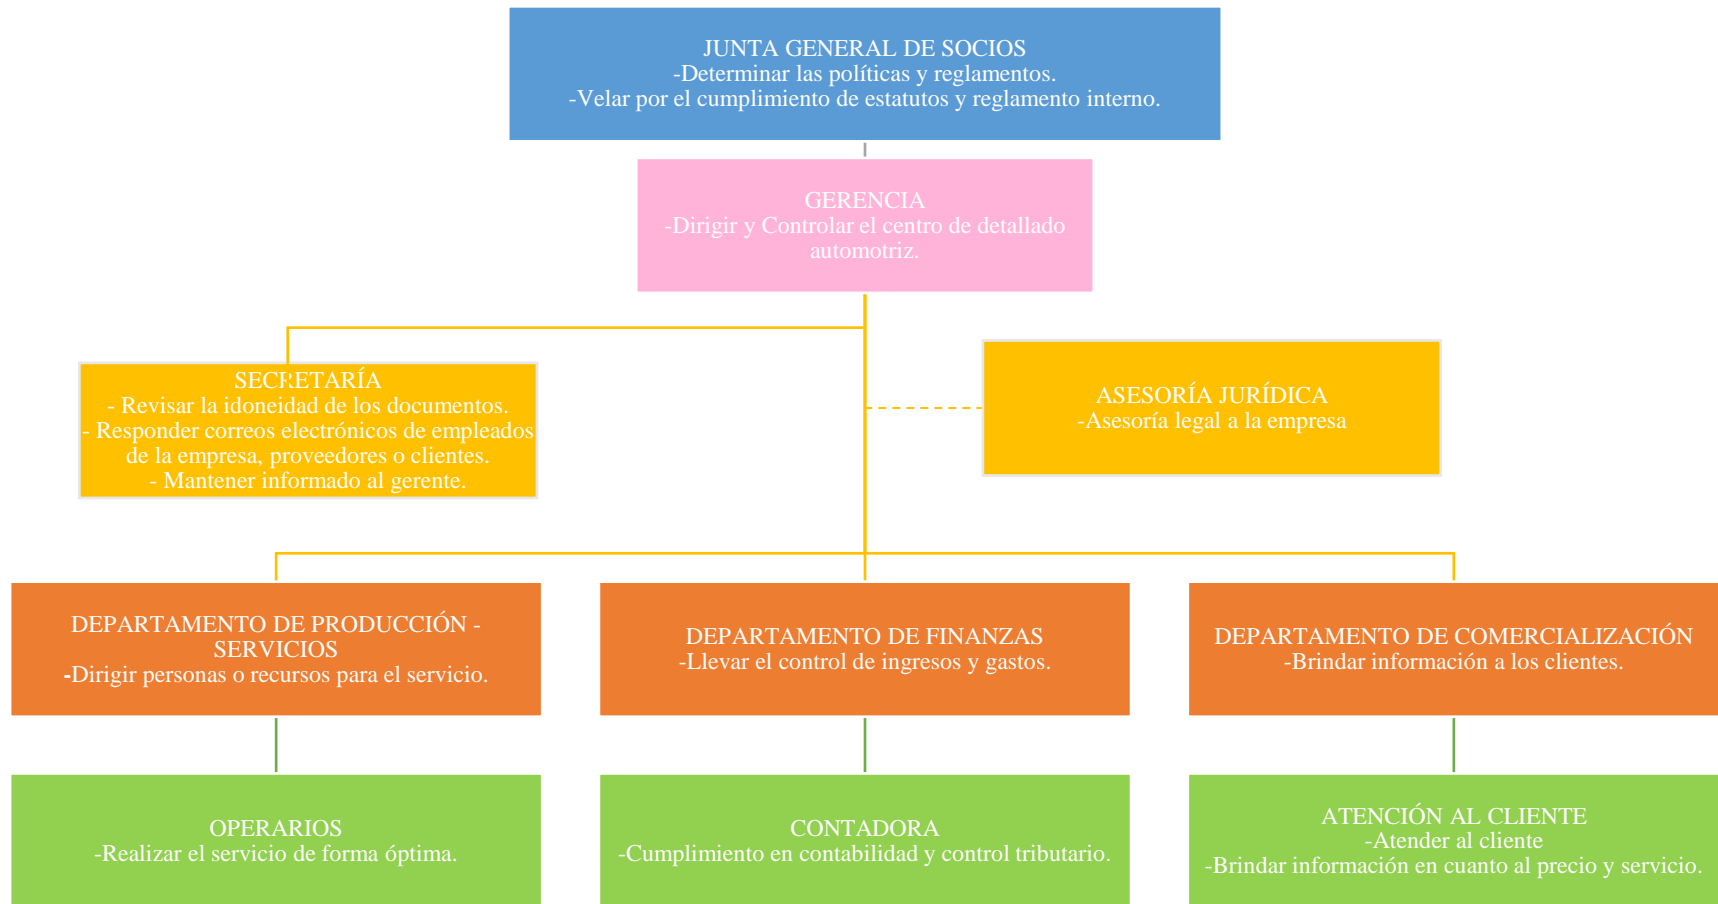 JUNTA GENERAL DE SOCIOS
-Determinar las políticas y reglamentos.
-Velar por el cumplimiento de estatutos y reglamento interno.
GERENCIA
-Dirigir y Controlar el centro de detallado
automotriz.
SECRETARÍA
- Revisar la idoneidad de los documentos.
- Responder correos electrónicos de empleados
de la empresa, proveedores o clientes.
- Mantener informado al gerente.
ASESORÍA JURÍDICA
-Asesoría legal a la empresa
DEPARTAMENTO DE PRODUCCIÓN -
SERVICIOS
-Dirigir personas o recursos para el servicio.
DEPARTAMENTO DE FINANZAS
-Llevar el control de ingresos y gastos.
DEPARTAMENTO DE COMERCIALIZACIÓN
-Brindar información a los clientes.
OPERARIOS
-Realizar el servicio de forma óptima.
CONTADORA
-Cumplimiento en contabilidad y control tributario.
ATENCIÓN AL CLIENTE
-Atender al cliente
-Brindar información en cuanto al precio y servicio.